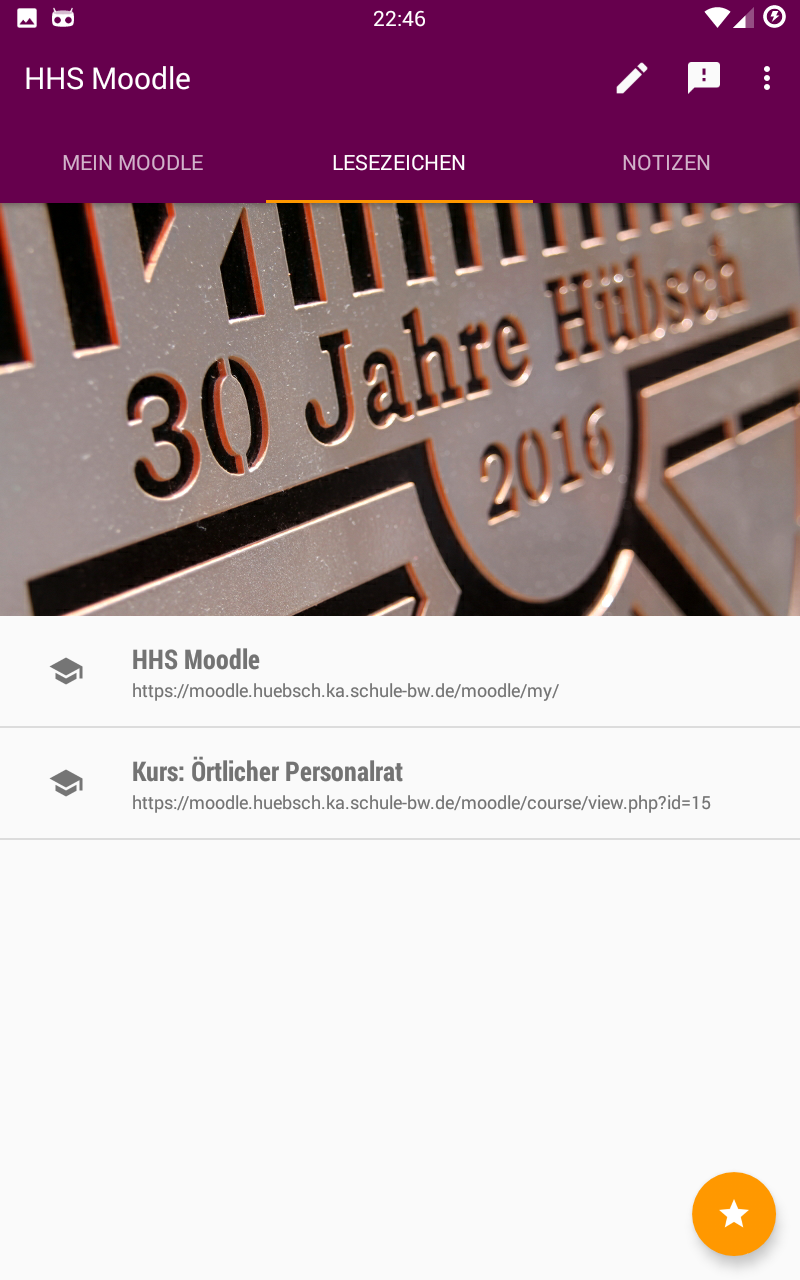 22:46
HHS Moodle
MEIN MOODLE
LESEZEICHEN
NOTIZEN
30 Jahre Hübsch
2016
HHS Moodle
https://moodle.huebsch.ka.schule-bw.de/moodle/my/
Kurs: Örtlicher Personalrat
https://moodle.huebsch.ka.schule-bw.de/moodle/course/view.php?id=15